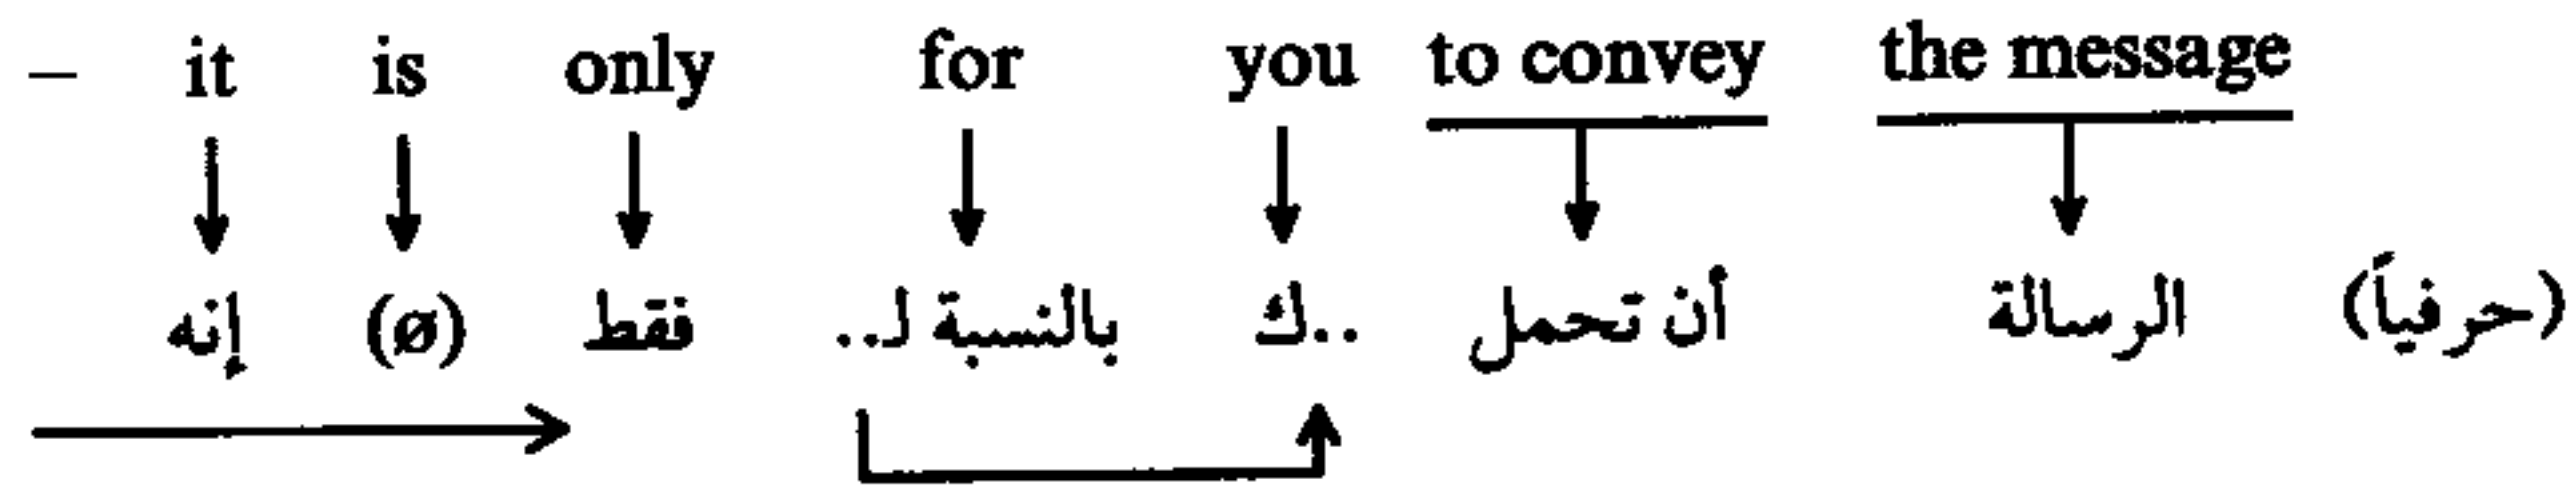 – it is only for you to convey the message
إنه (ø) فقط بالنسبة لـ.. ..ك أن تحمل الرسالة (حرفياً)